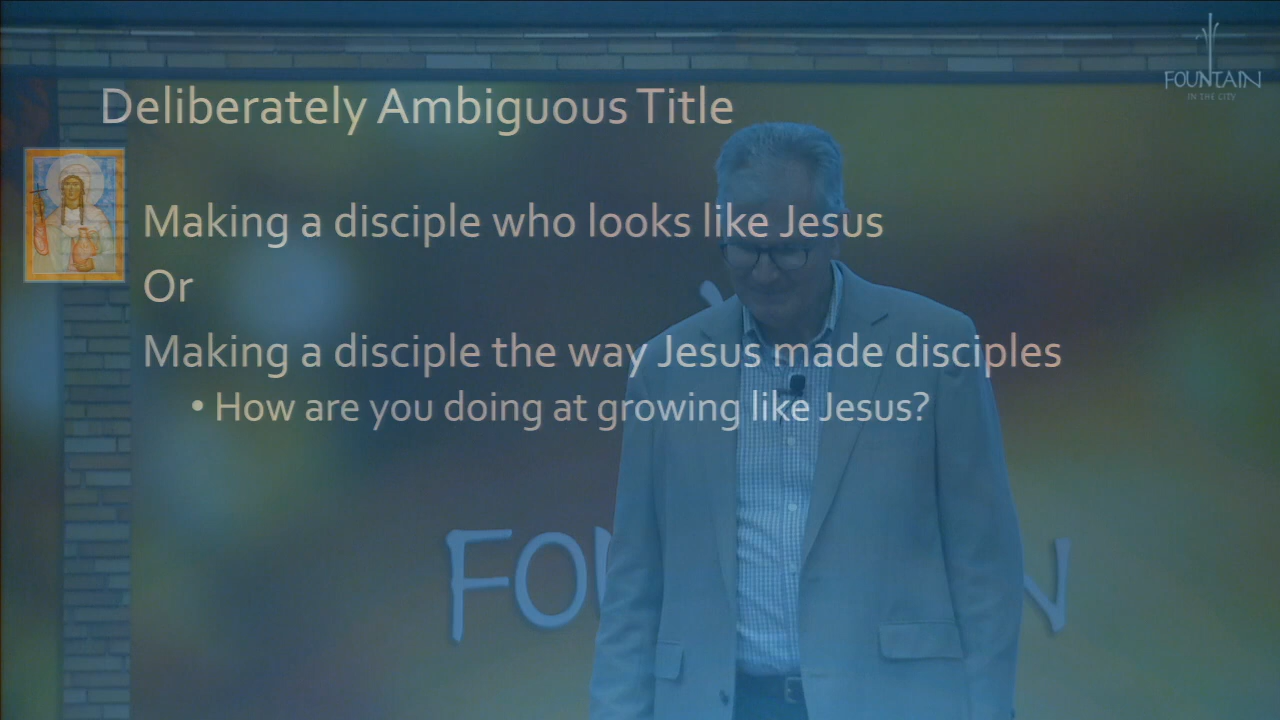 FOUNTAIN
IN THE CITY
Deliberately Ambiguous Title
Making a disciple who looks like Jesus
Or
Making a disciple the way Jesus made disciples
• How are you doing at growing like Jesus?